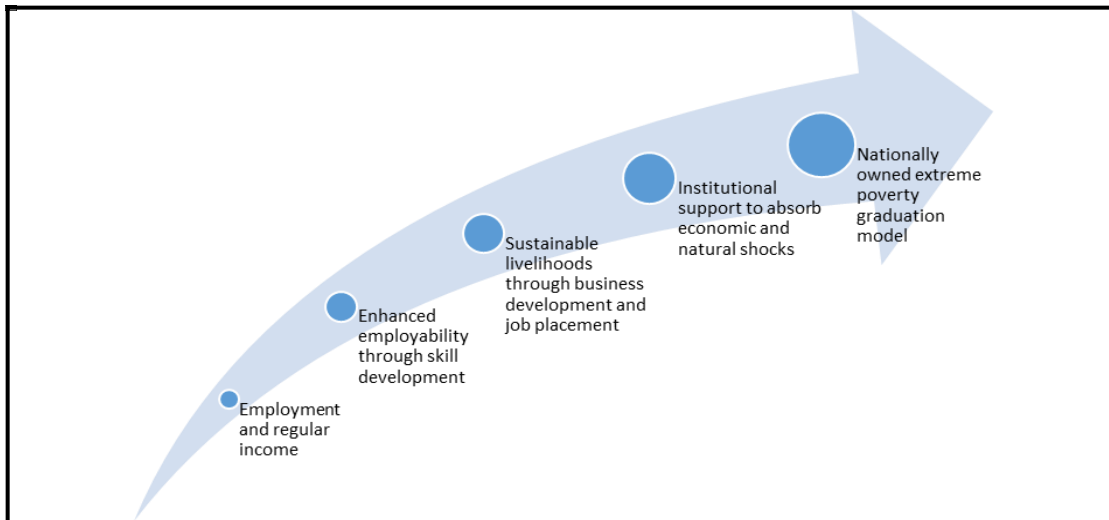 Employment
and regular
income
Enhanced
employability
through skill
development
Sustainable
livelihoods
through business
development and
job placement
Institutional
support to absorb
economic and
natural shocks
Nationally
owned extreme
poverty
graduation
model